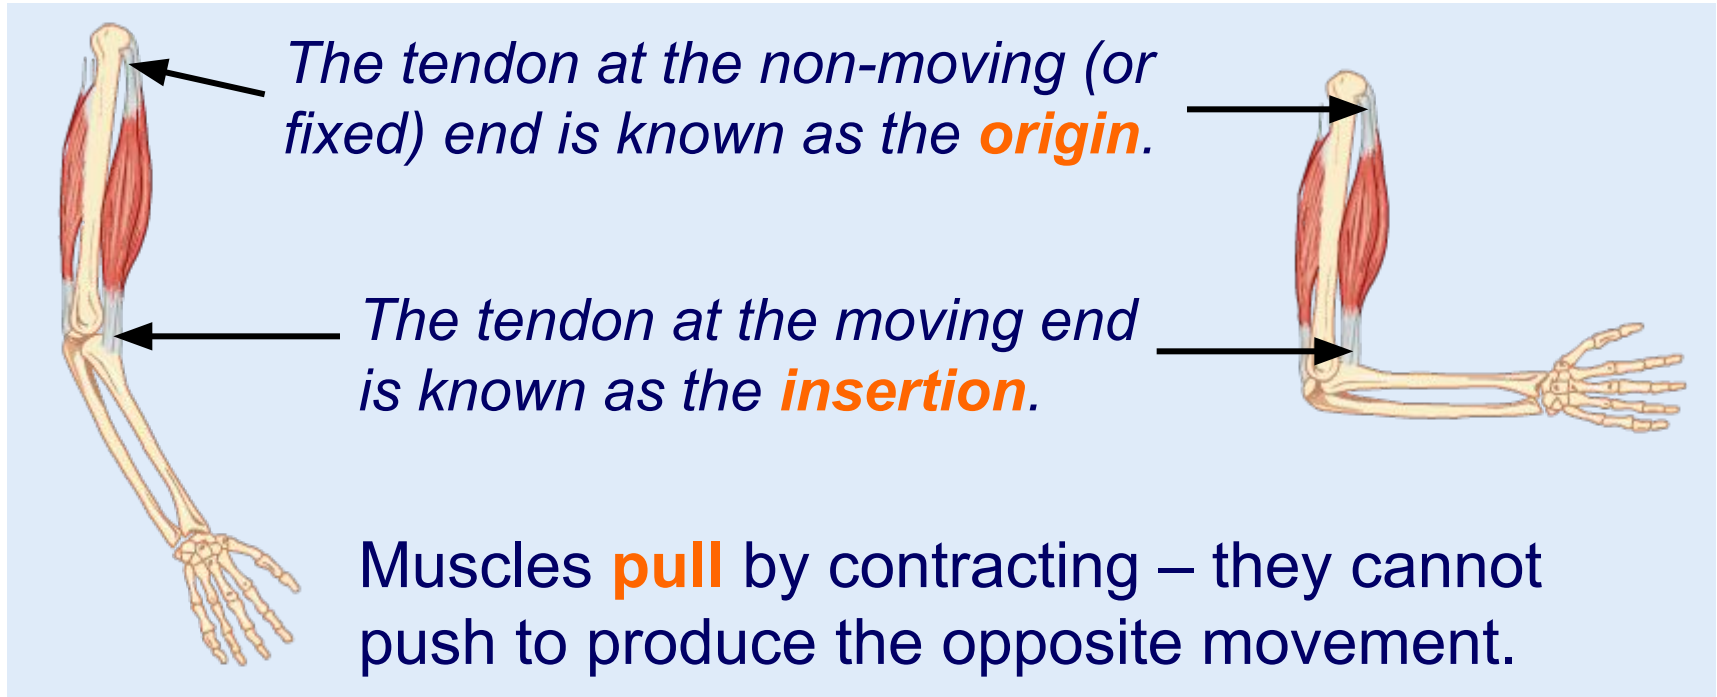 The tendon at the non-moving (or
fixed) end is known as the origin.
The tendon at the moving end
is known as the insertion.
Muscles pull by contracting – they cannot
push to produce the opposite movement.